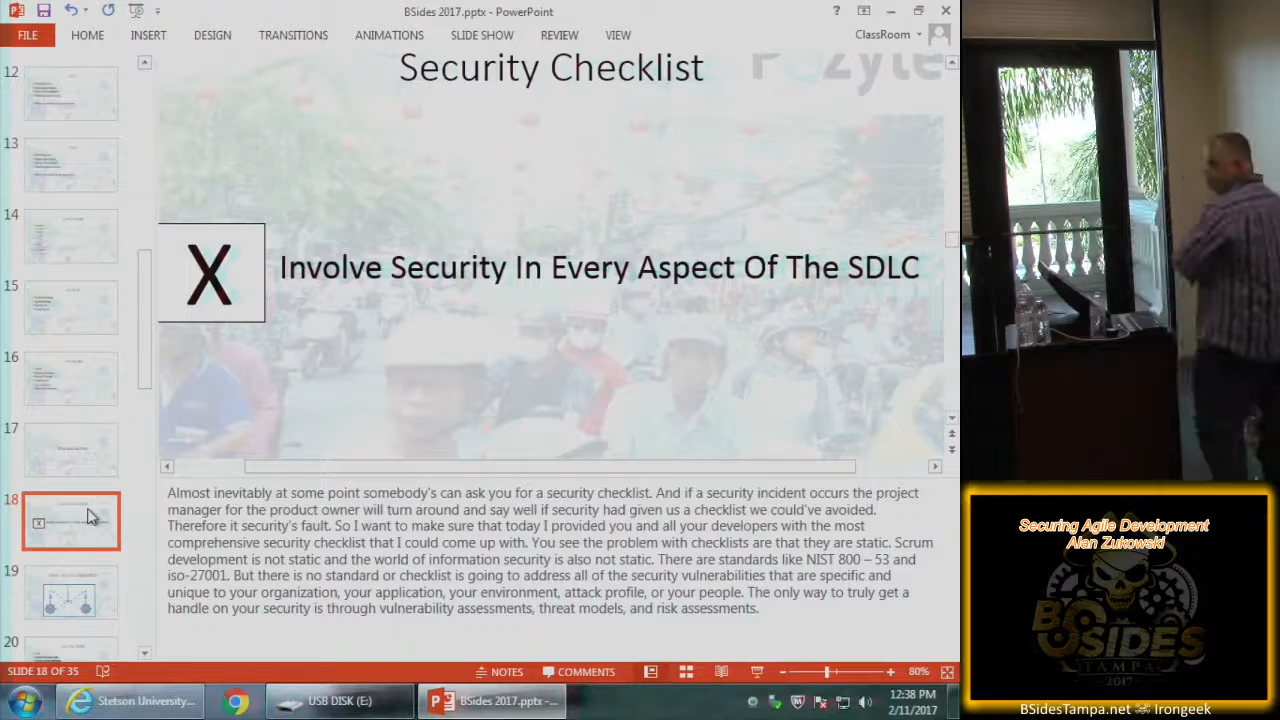 BSides 2017.pptx - PowerPoint
FILE
HOME
INSERT
DESIGN
TRANSITIONS
ANIMATIONS
SLIDE SHOW
REVIEW
VIEW
ClassRoom
Security Checklist
X
Involve Security In Every Aspect Of The SDLC
12
13
14
15
16
17
18
19
20
Almost inevitably at some point somebody's can ask you for a security checklist. And if a security incident occurs the project
manager for the product owner will turn around and say well if security had given us a checklist we could've avoided.
Therefore it security's fault. So I want to make sure that today I provided you and all your developers with the most
comprehensive security checklist that I could come up with. You see the problem with checklists are that they are static. Scrum
development is not static and the world of information security is also not static. There are standards like NIST 800 – 53 and
iso-27001. But there is no standard or checklist is going to address all of the security vulnerabilities that are specific and
unique to your organization, your application, your environment, attack profile, or your people. The only way to truly get a
handle on your security is through vulnerability assessments, threat models, and risk assessments.
SLIDE 18 OF 35
NOTES
COMMENTS
80%
Stetson University...
USB DISK (E:)
BSides 2017.pptx -...
12:38 PM
2/11/2017
Securing Agile Development
Alan Zukowski
BSIDES
TAMPA
2017
BSidesTampa.net
Irongeek